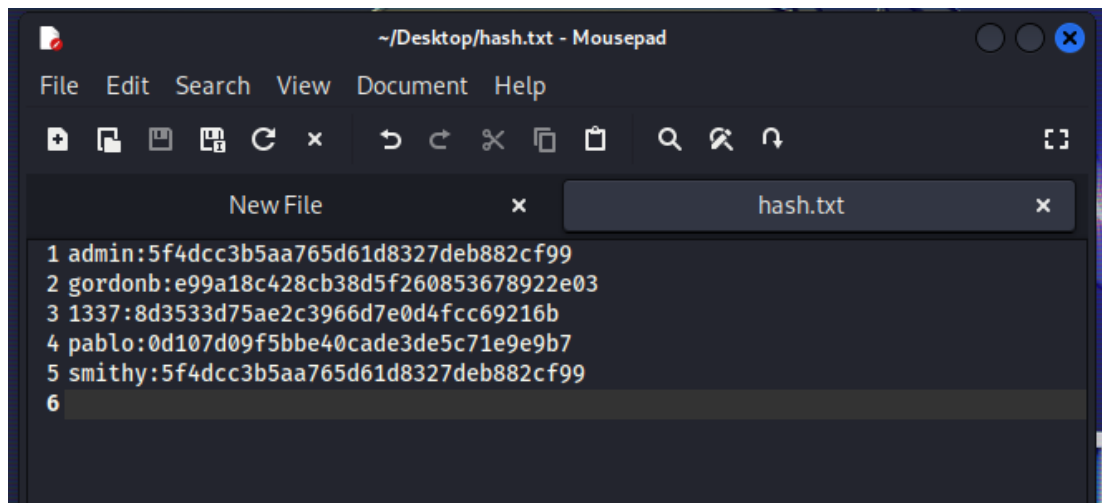 ~/Desktop/hash.txt - Mousepad
File Edit Search View Document Help
New File
hash.txt
1 admin:5f4dcc3b5aa765d61d8327deb882cf99
2 gordonb:e99a18c428cb38d5f260853678922e03
3 1337:8d3533d75ae2c3966d7e0d4fcc69216b
4 pablo:0d107d09f5bbe40cade3de5c71e9e9b7
5 smithy:5f4dcc3b5aa765d61d8327deb882cf99
6